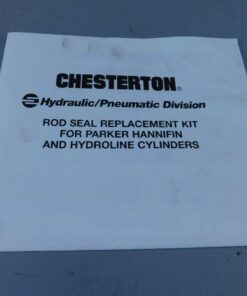 CHESTERTON®
Hydraulic/Pneumatic Division
ROD SEAL REPLACEMENT KIT
FOR PARKER HANNIFIN
AND HYDROLINE CYLINDERS